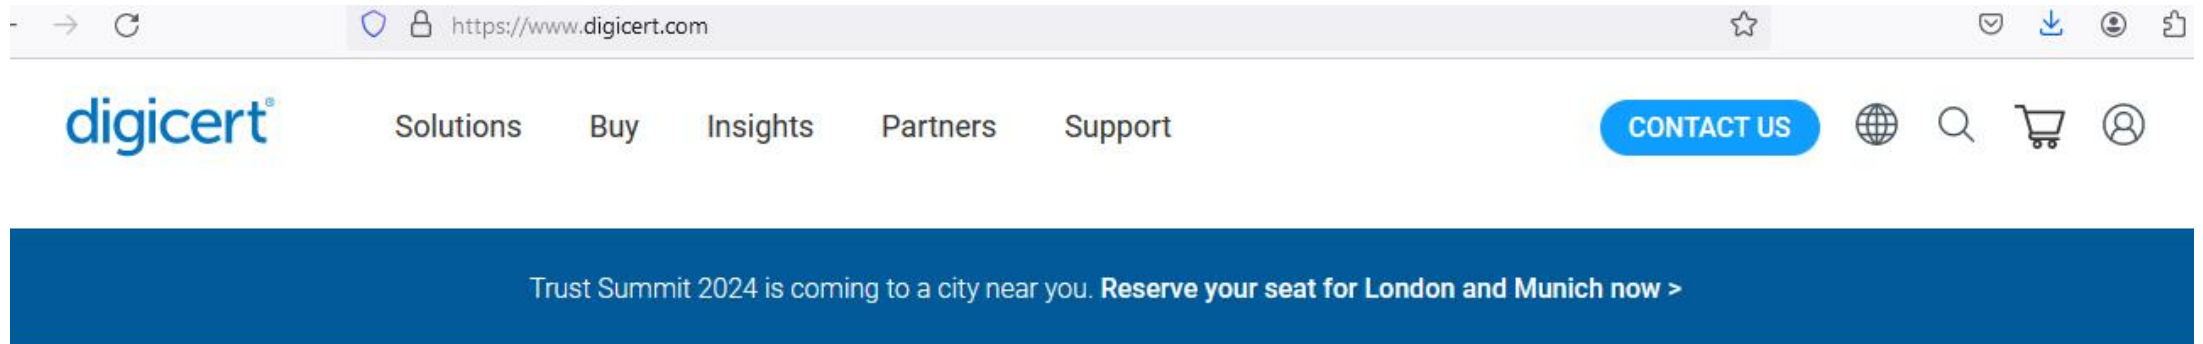 https://www.digicert.com
digicert®
Solutions Buy Insights Partners Support CONTACT US
Trust Summit 2024 is coming to a city near you. Reserve your seat for London and Munich now >